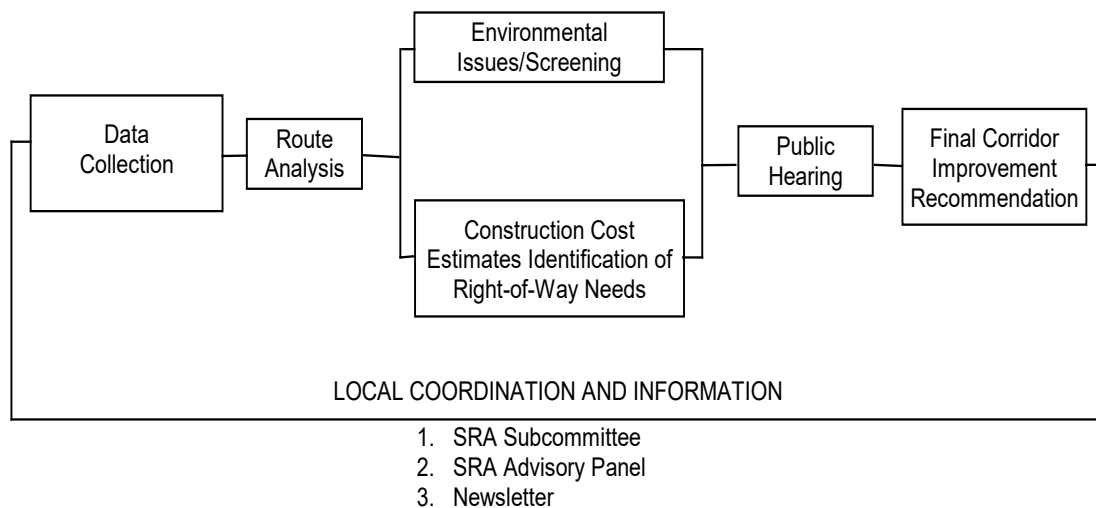 Data
Collection
Route
Analysis
Environmental
Issues/Screening
Construction Cost
Estimates Identification of
Right-of-Way Needs
Public
Hearing
Final Corridor
Improvement
Recommendation
LOCAL COORDINATION AND INFORMATION
1. SRA Subcommittee
2. SRA Advisory Panel
3. Newsletter